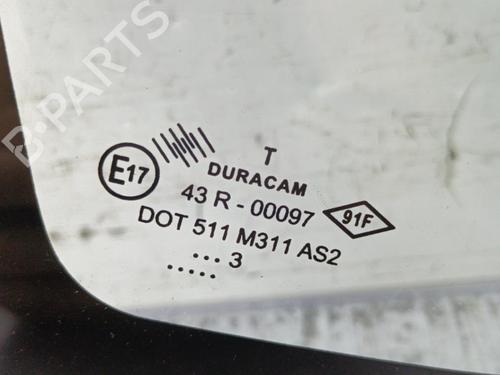 B-PARTS
T
DURACAM
E17
43 R - 00097
91F
DOT 511 M311 AS2
... 3
.....